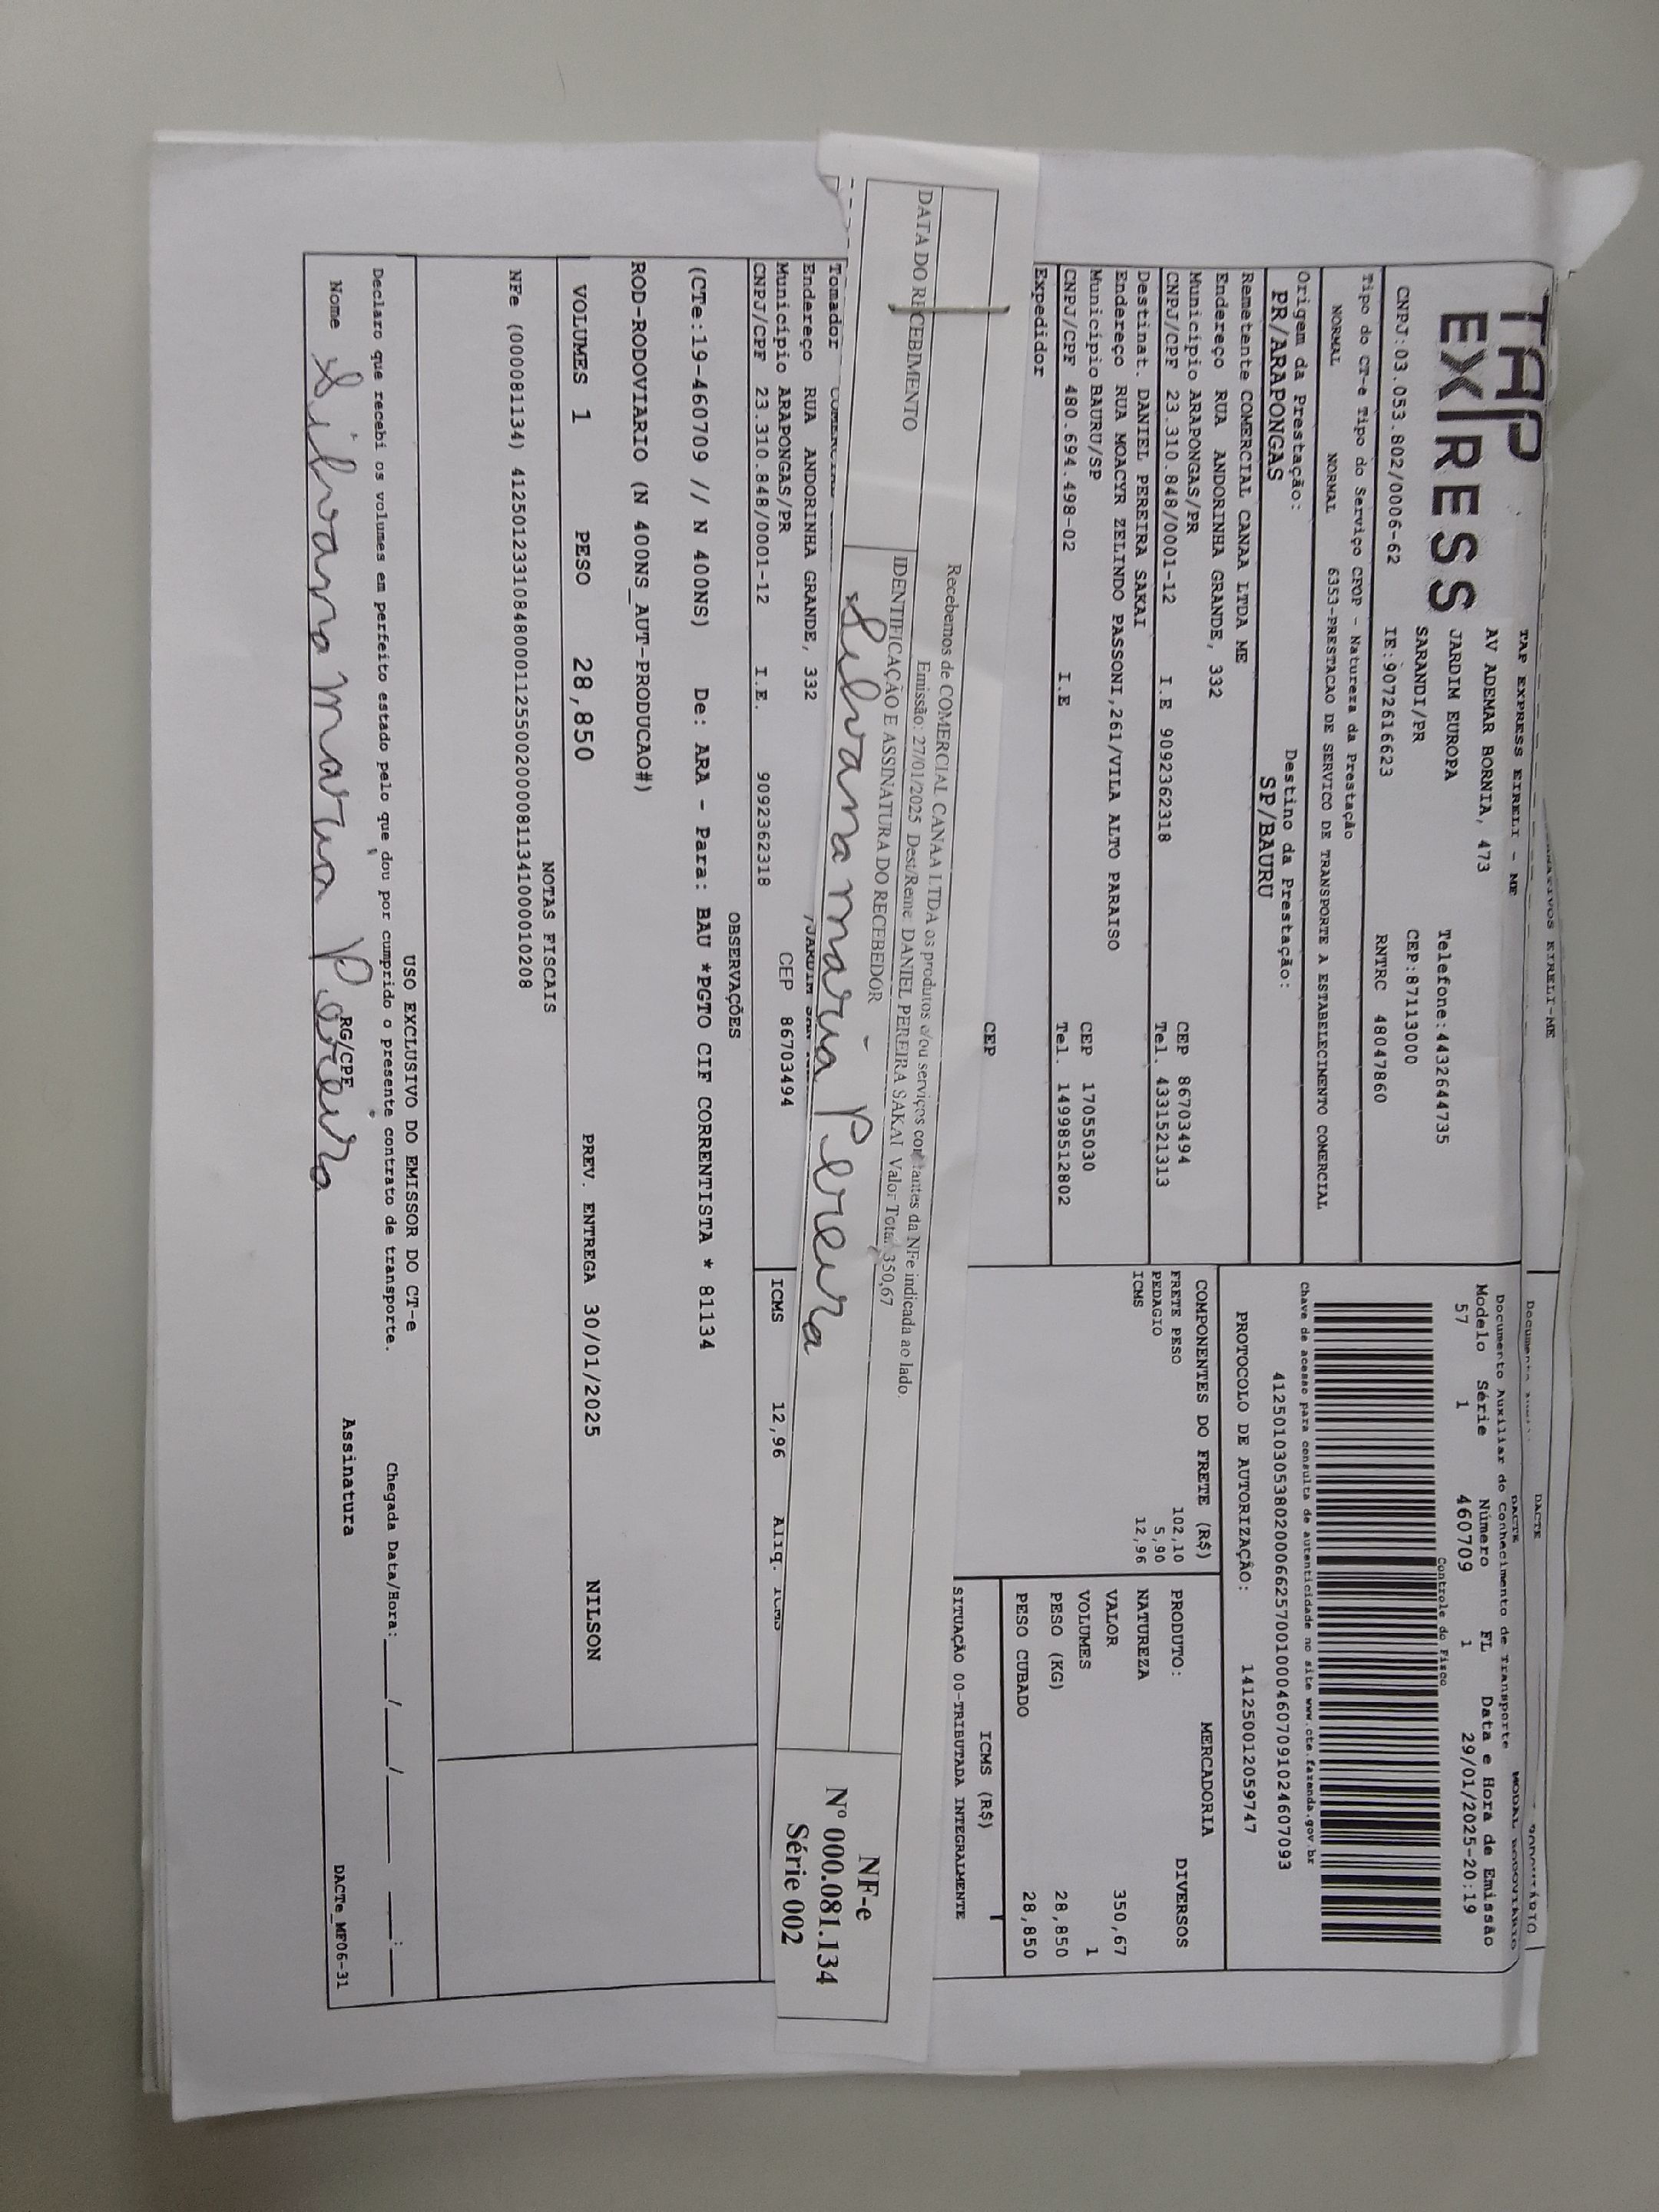 TAP EXPRESS
TAP EXPRESS EIRELI - ME
AV ADEMAR BORNIA, 473
JARDIM EUROPA
SARANDI/PR
Telefone:4432644735
CEP:87113000
CNPJ:03.053.802/0006-62 IE:9072616623 RNTRC 48047860
DACTE
Documento Auxiliar do Conhecimento de Transporte
Modelo Série Número FL Data e Hora de Emissão
57 1 460709 1 29/01/2025-20:19
Controle do Fisco
Chave de acesso para consulta de autenticidade no site www.cte.fazenda.gov.br
41250103053802000662570010004607091024607093
PROTOCOLO DE AUTORIZAÇÃO: 141250012059747
Tipo do CT-e Tipo do Serviço CFOP - Natureza da Prestação
NORMAL NORMAL 6353-PRESTACAO DE SERVICO DE TRANSPORTE A ESTABELECIMENTO COMERCIAL
Origem da Prestação: Destino da Prestação:
PR/ARAPONGAS SP/BAURU
Remetente COMERCIAL CANAA LTDA ME
Endereço RUA ANDORINHA GRANDE, 332
Município ARAPONGAS/PR CEP 86703494
CNPJ/CPF 23.310.848/0001-12 I.E 9092362318 Tel. 4331521313
Destinat. DANIEL PEREIRA SAKAI
Endereço RUA MOACYR ZELINDO PASSONI,261/VILA ALTO PARAISO
Município BAURU/SP CEP 17055030
CNPJ/CPF 480.694.498-02 I.E Tel. 14998512802
Expedidor
CEP
COMPONENTES DO FRETE (R$)
FRETE PESO 102,10
PEDAGIO 5,90
ICMS 12,96
MERCADORIA
PRODUTO: DIVERSOS
NATUREZA
VALOR 350,67
VOLUMES 1
PESO (KG) 28,850
PESO CUBADO 28,850
ICMS (R$)
SITUAÇÃO 00-TRIBUTADA INTEGRALMENTE
Recebemos de COMERCIAL CANAA LTDA os produtos e/ou serviços constantes da NFe indicada ao lado.
Emissão: 27/01/2025 Dest/Reme: DANIEL PEREIRA SAKAI Valor Total 350,67
DATA DO RECEBIMENTO IDENTIFICAÇÃO E ASSINATURA DO RECEBEDOR
Silvana maria Pereira
NF-e
Nº 000.081.134
Série 002
Tomador
Endereço RUA ANDORINHA GRANDE, 332
Município ARAPONGAS/PR CEP 86703494
CNPJ/CPF 23.310.848/0001-12 I.E. 9092362318
ICMS 12,96 Aliq. ICMS
OBSERVAÇÕES
(CTe:19-460709 // N 400NS) De: ARA - Para: BAU *PGTO CIF CORRENTISTA * 81134
ROD-RODOVIARIO (N 400NS_AUT-PRODUCAO#)
VOLUMES 1 PESO 28,850 PREV. ENTREGA 30/01/2025 NILSON
NOTAS FISCAIS
NFe (000081134) 41250123310848000112550020000811341000010208
USO EXCLUSIVO DO EMISSOR DO CT-e
Declaro que recebi os volumes em perfeito estado pelo que dou por cumprido o presente contrato de transporte. Chegada Data/Hora:___/___/___ __:__
Nome Silvana maria Pereira RG/CPF Assinatura
DACTe_MF06-31